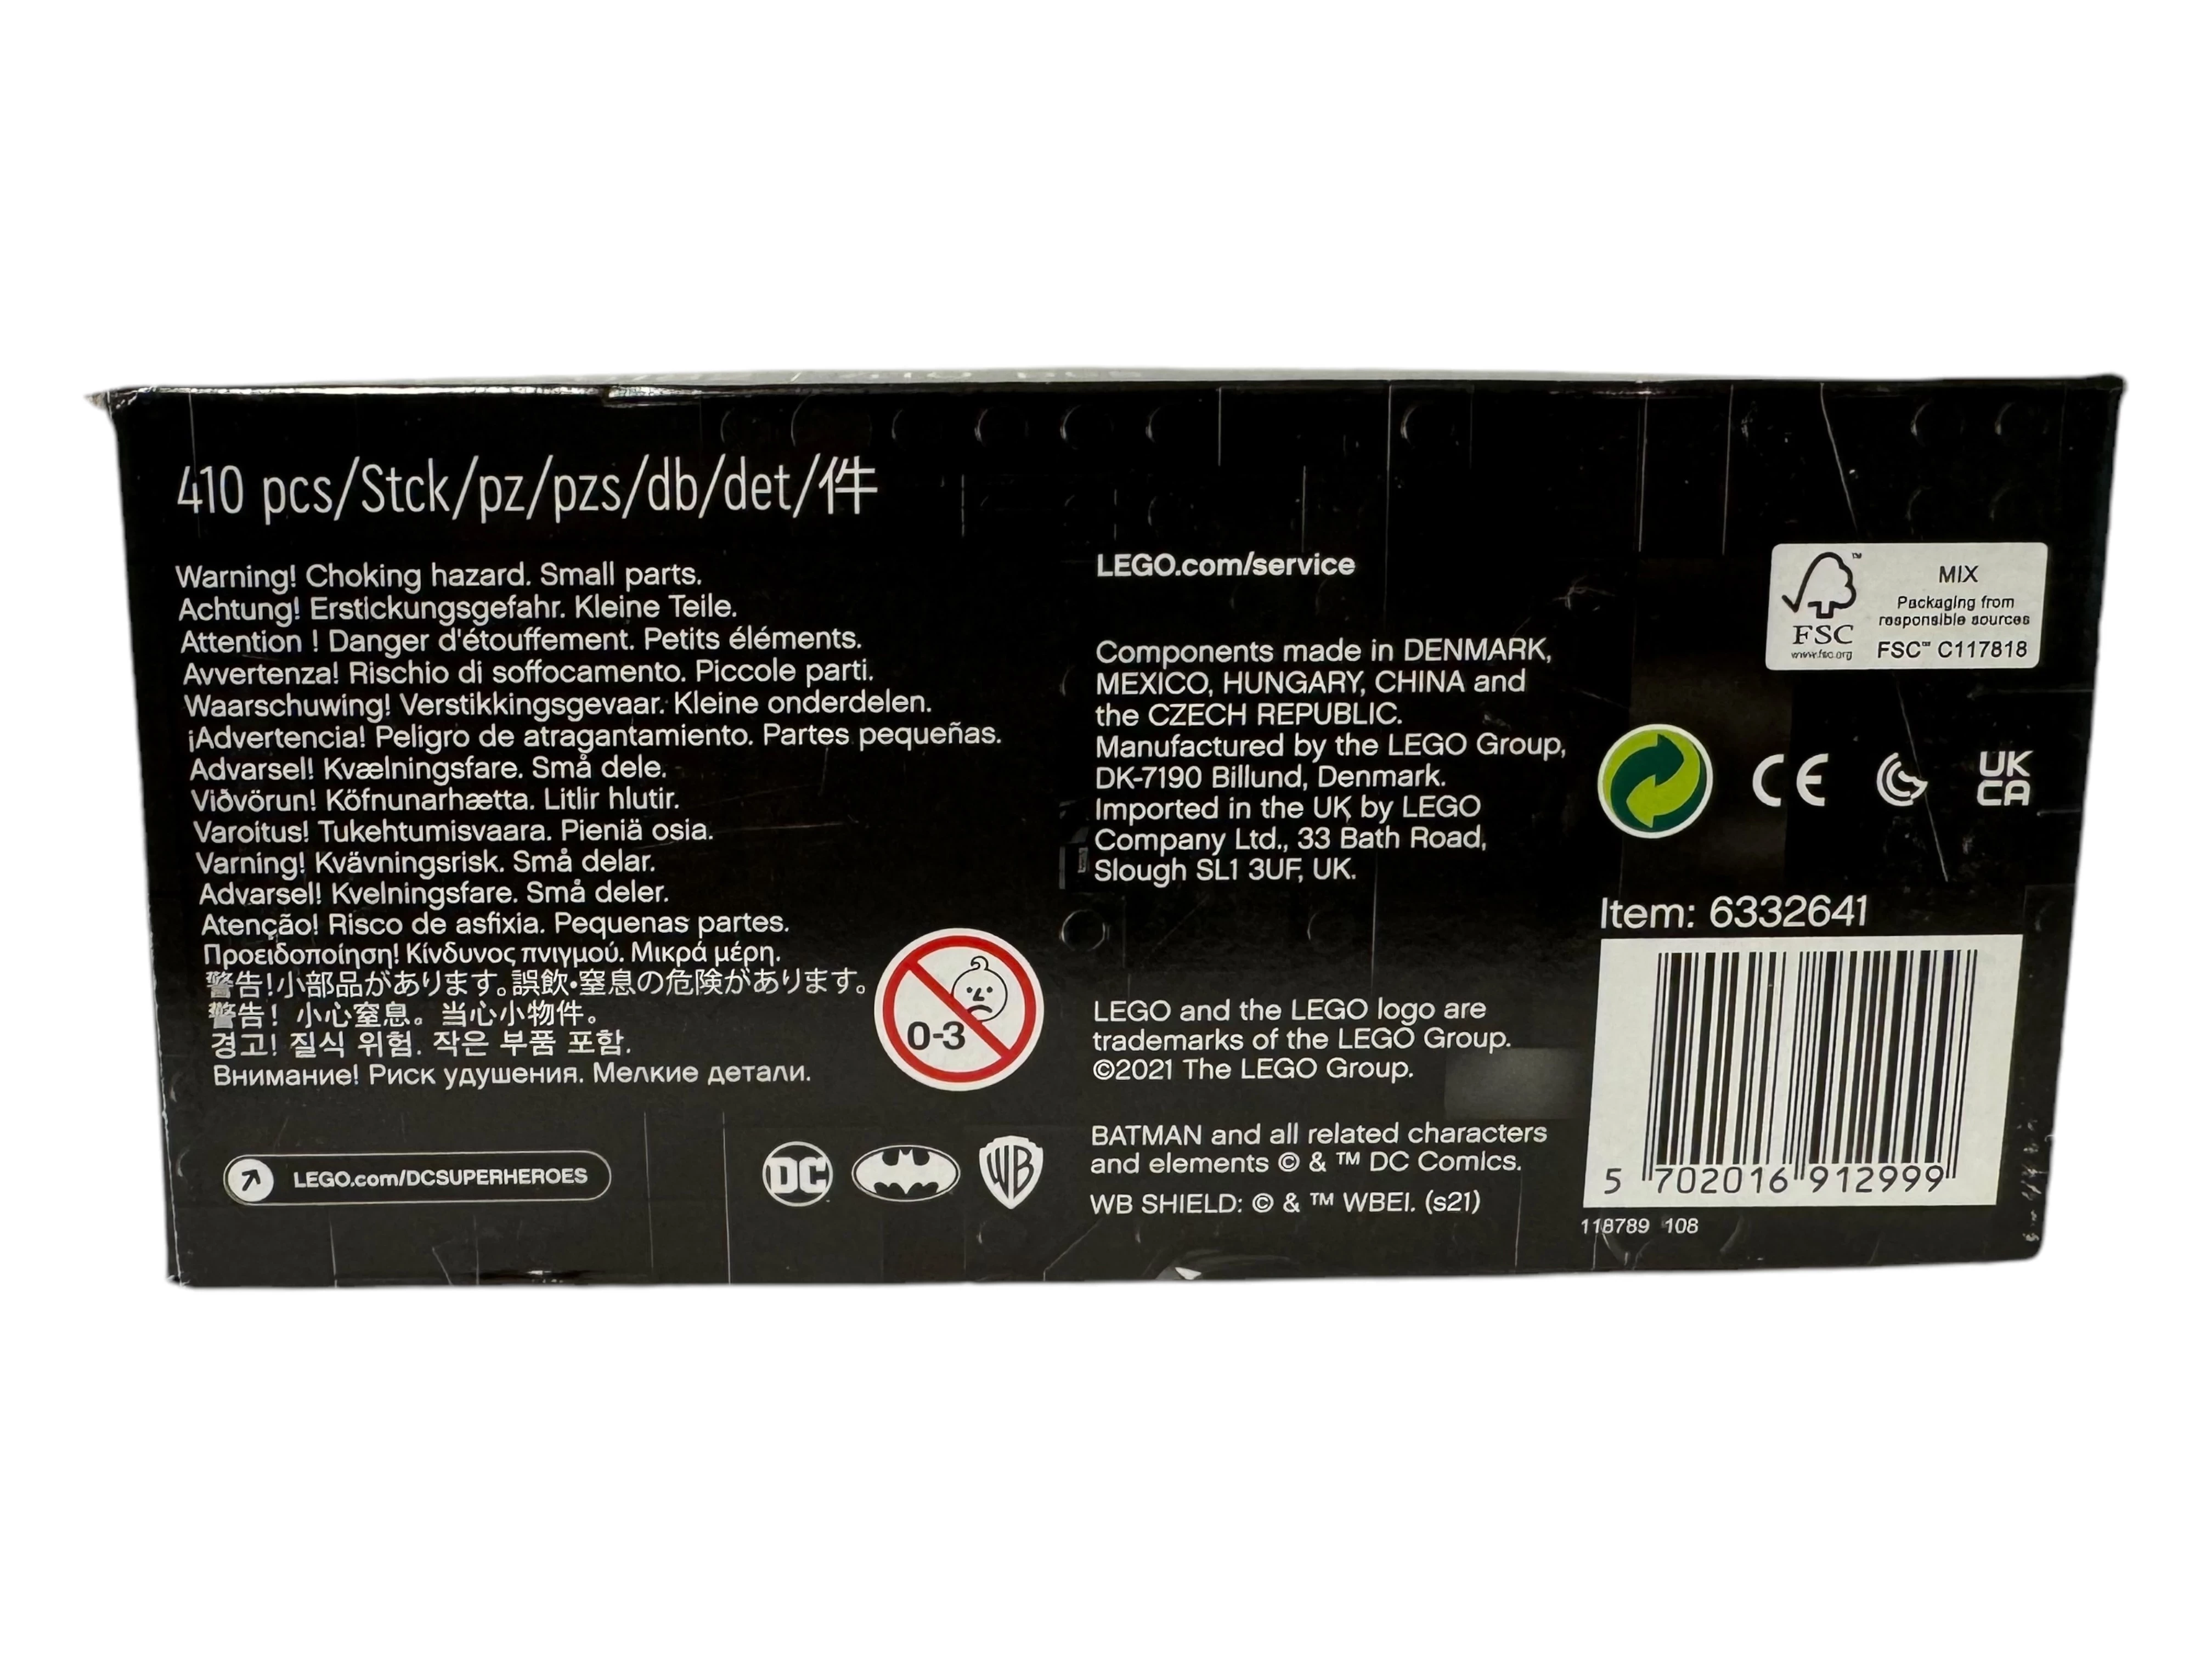 410 pcs/Stck/pz/pzs/db/det/件
Warning! Choking hazard. Small parts.
Achtung! Erstickungsgefahr. Kleine Teile.
Attention ! Danger d'étouffement. Petits éléments.
Avvertenza! Rischio di soffocamento. Piccole parti.
Waarschuwing! Verstikkingsgevaar. Kleine onderdelen.
¡Advertencia! Peligro de atragantamiento. Partes pequeñas.
Advarsel! Kvælningsfare. Små dele.
Viðvörun! Köfnunarhætta. Litlir hlutir.
Varoitus! Tukehtumisvaara. Pieniä osia.
Varning! Kvävningsrisk. Små delar.
Advarsel! Kvelningsfare. Små deler.
Atenção! Risco de asfixia. Pequenas partes.
Προειδοποίηση! Κίνδυνος πνιγμού. Μικρά μέρη.
警告!小部品があります。誤飲・窒息の危険があります。
警告！小心窒息。当心小物件。
경고! 질식 위험. 작은 부품 포함.
Внимание! Риск удушения. Мелкие детали.
0-3
LEGO.com/DCSUPERHEROES
DC
WB
LEGO.com/service
Components made in DENMARK,
MEXICO, HUNGARY, CHINA and
the CZECH REPUBLIC.
Manufactured by the LEGO Group,
DK-7190 Billund, Denmark.
Imported in the UK by LEGO
Company Ltd., 33 Bath Road,
Slough SL1 3UF, UK.
LEGO and the LEGO logo are
trademarks of the LEGO Group.
©2021 The LEGO Group.
BATMAN and all related characters
and elements © & ™ DC Comics.
WB SHIELD: © & ™ WBEI. (s21)
FSC
www.fsc.org
MIX
Packaging from
responsible sources
FSC™ C117818
CE
UK
CA
Item: 6332641
5 702016 912999
118789 108